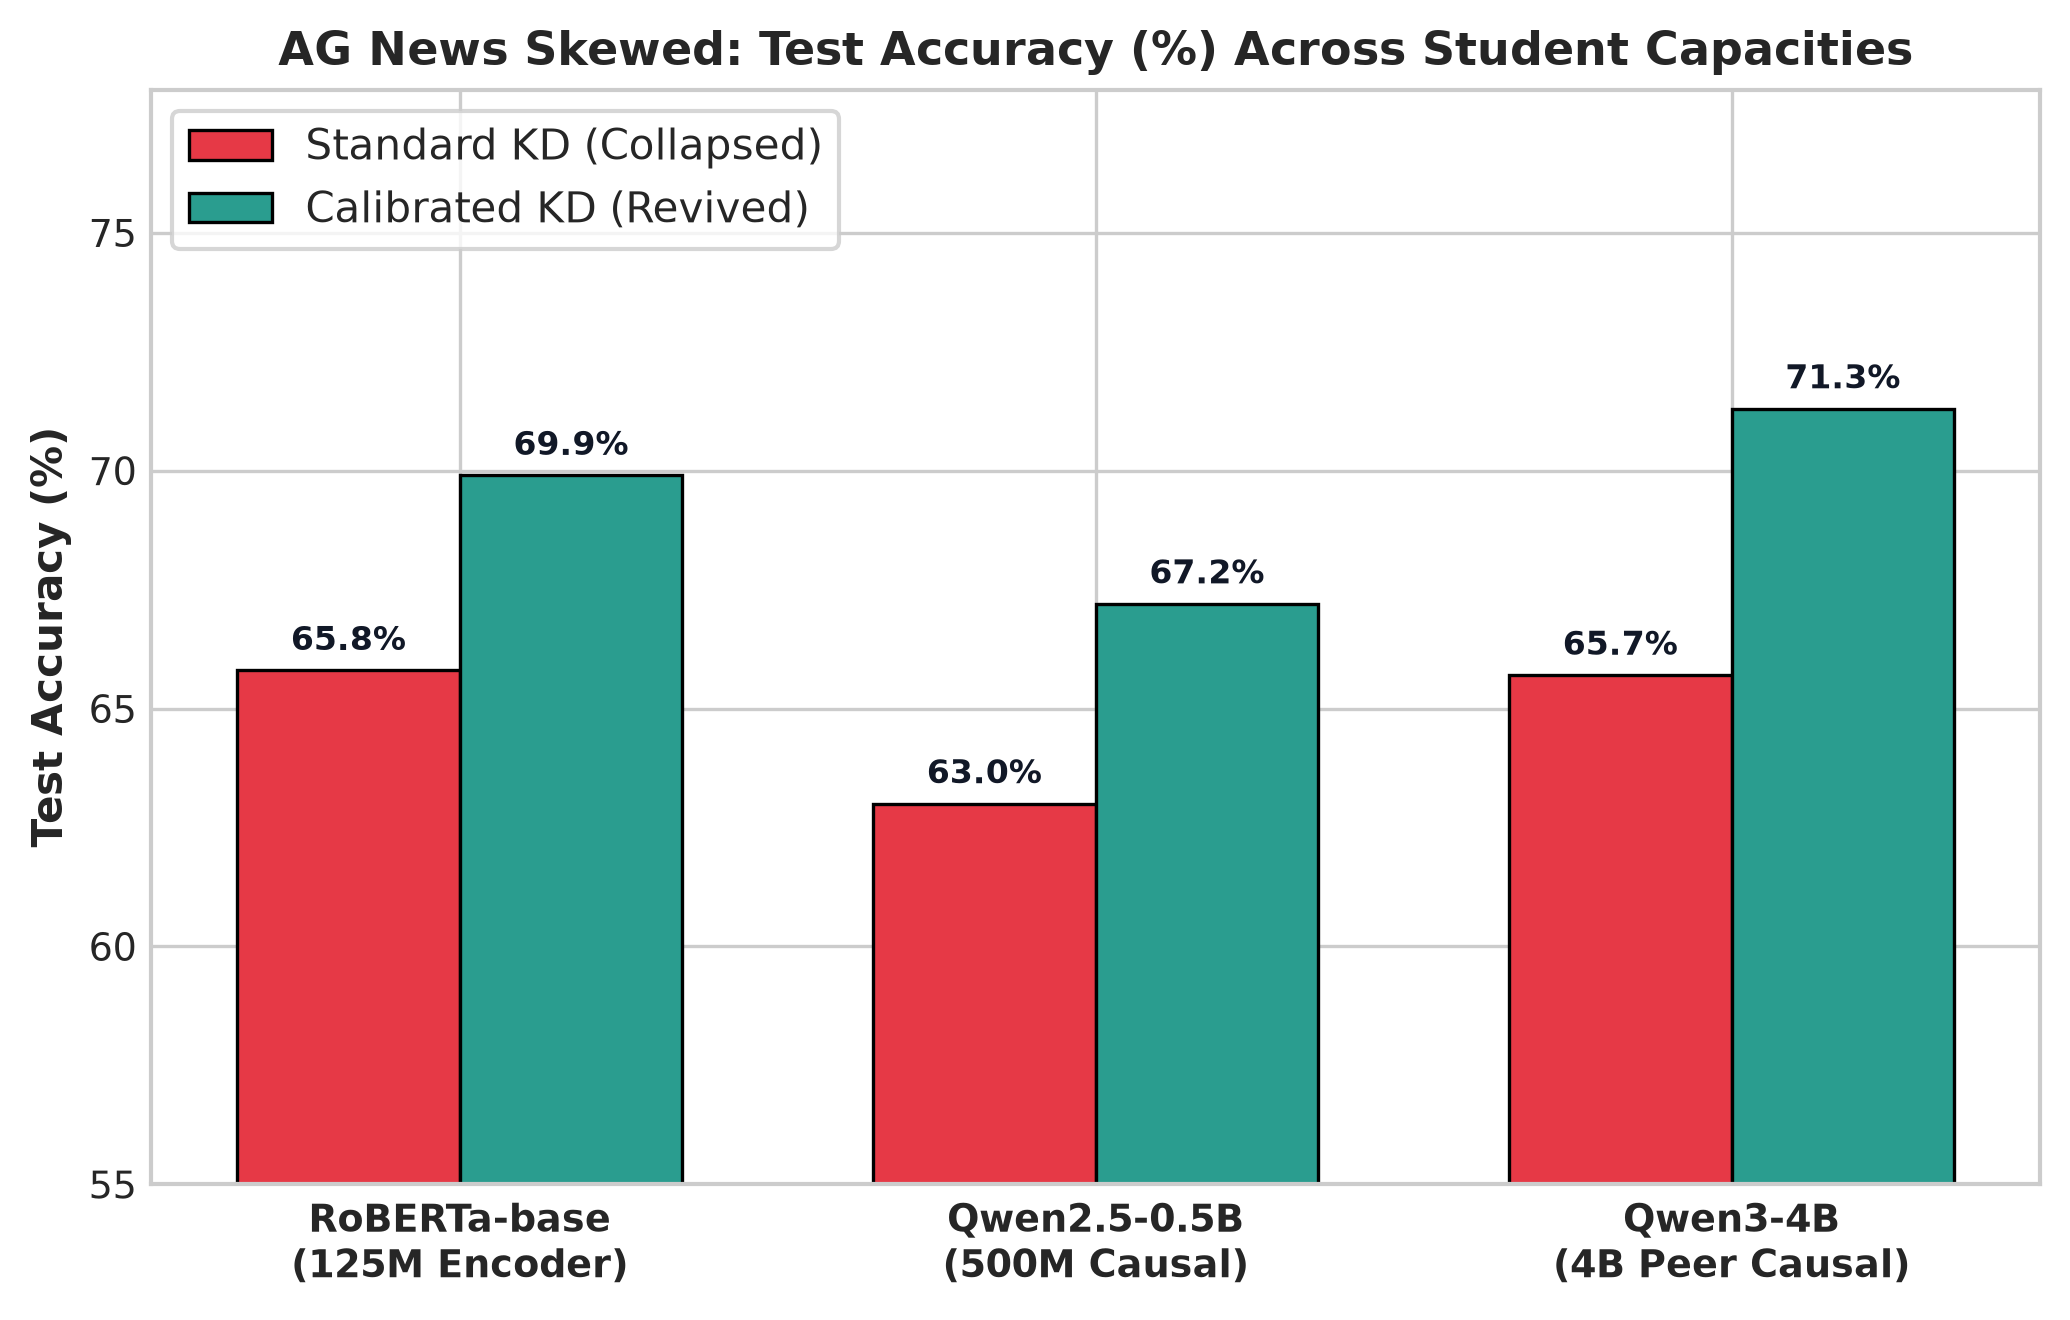 AG News Skewed: Test Accuracy (%) Across Student Capacities
Standard KD (Collapsed)
Calibrated KD (Revived)
Test Accuracy (%)
75
70
65
60
55
65.8%
69.9%
63.0%
67.2%
65.7%
71.3%
RoBERTa-base
(125M Encoder)
Qwen2.5-0.5B
(500M Causal)
Qwen3-4B
(4B Peer Causal)